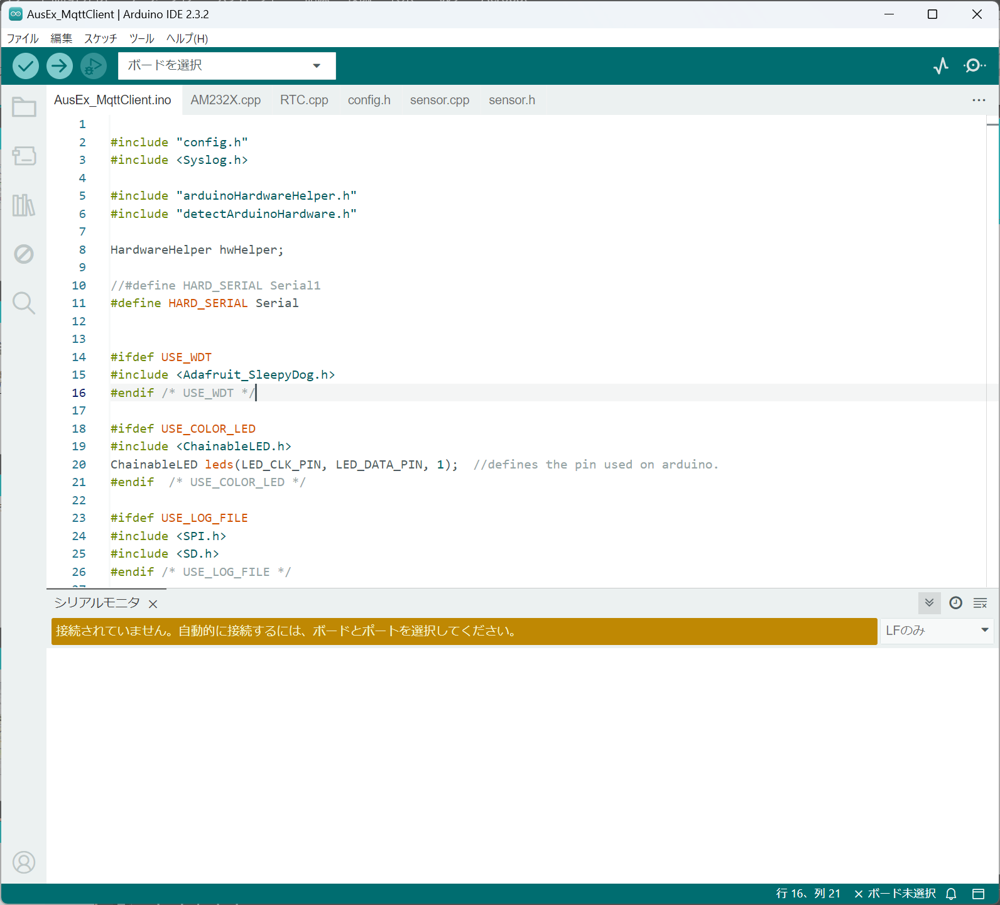 AusEx_MqttClient | Arduino IDE 2.3.2
ファイル 編集 スケッチ ツール ヘルプ(H)
ボードを選択
AusEx_MqttClient.ino AM232X.cpp RTC.cpp config.h sensor.cpp sensor.h
1
2 #include "config.h"
3 #include <Syslog.h>
4
5 #include "arduinoHardwareHelper.h"
6 #include "detectArduinoHardware.h"
7
8 HardwareHelper hwHelper;
9
10 //#define HARD_SERIAL Serial1
11 #define HARD_SERIAL Serial
12
13
14 #ifdef USE_WDT
15 #include <Adafruit_SleepyDog.h>
16 #endif /* USE_WDT */
17
18 #ifdef USE_COLOR_LED
19 #include <ChainableLED.h>
20 ChainableLED leds(LED_CLK_PIN, LED_DATA_PIN, 1);  //defines the pin used on arduino.
21 #endif  /* USE_COLOR_LED */
22
23 #ifdef USE_LOG_FILE
24 #include <SPI.h>
25 #include <SD.h>
26 #endif /* USE_LOG_FILE */
シリアルモニタ
接続されていません。自動的に接続するには、ボードとポートを選択してください。 LFのみ
行 16、列 21 ボード未選択